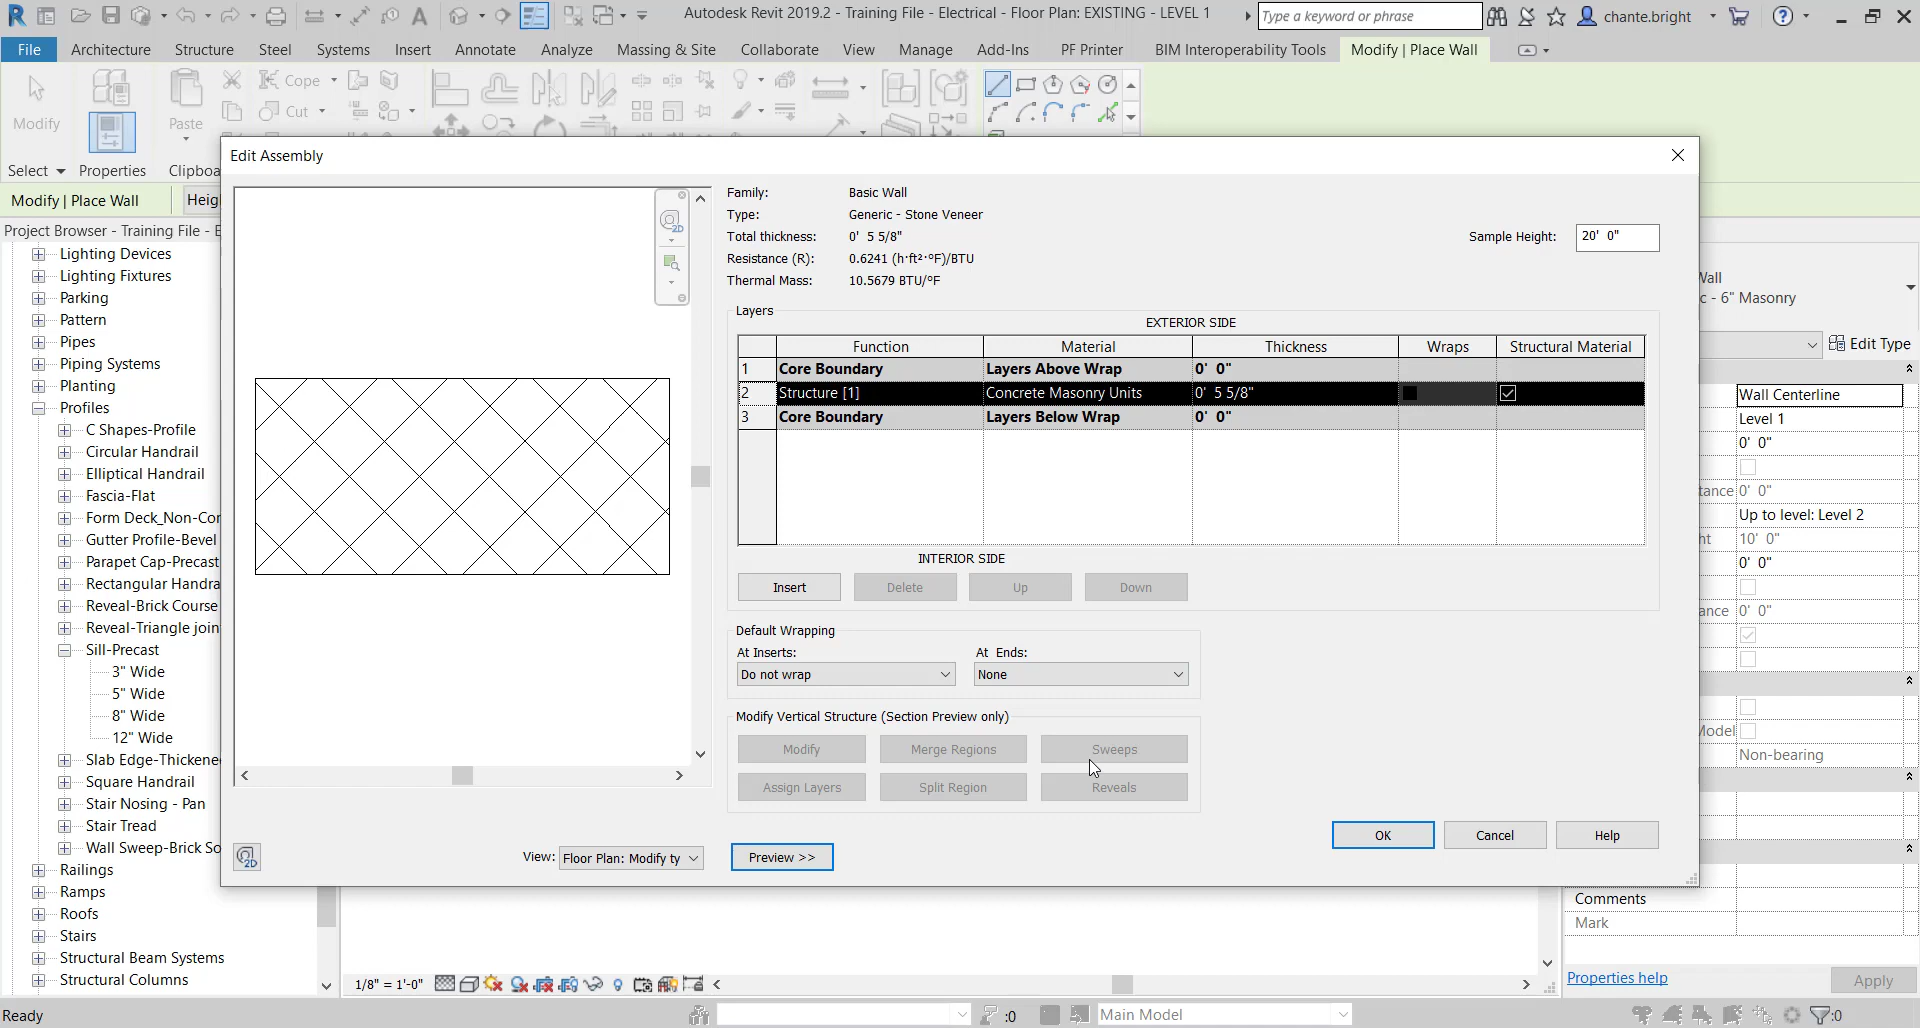 Autodesk Revit 2019.2 - Training File - Electrical - Floor Plan: EXISTING - LEVEL 1
Type a keyword or phrase
chante.bright
File Architecture Structure Steel Systems Insert Annotate Analyze Massing & Site Collaborate View Manage Add-Ins PF Printer BIM Interoperability Tools Modify | Place Wall
Modify
Paste
Cope
Cut
Select Properties Clipboa
Modify | Place Wall
Heig
Project Browser - Training File - E
Lighting Devices
Lighting Fixtures
Parking
Pattern
Pipes
Piping Systems
Planting
Profiles
C Shapes-Profile
Circular Handrail
Elliptical Handrail
Fascia-Flat
Form Deck_Non-Cor
Gutter Profile-Bevel
Parapet Cap-Precast
Rectangular Handra
Reveal-Brick Course
Reveal-Triangle join
Sill-Precast
3" Wide
5" Wide
8" Wide
12" Wide
Slab Edge-Thickene
Square Handrail
Stair Nosing - Pan
Stair Tread
Wall Sweep-Brick So
Railings
Ramps
Roofs
Stairs
Structural Beam Systems
Structural Columns
Edit Assembly
2D
Family: Basic Wall
Type: Generic - Stone Veneer
Total thickness: 0' 5 5/8"
Resistance (R): 0.6241 (h·ft²·°F)/BTU
Thermal Mass: 10.5679 BTU/°F
Sample Height: 20' 0"
Layers
EXTERIOR SIDE
Function Material Thickness Wraps Structural Material
1 Core Boundary Layers Above Wrap 0' 0"
2 Structure [1] Concrete Masonry Units 0' 5 5/8"
3 Core Boundary Layers Below Wrap 0' 0"
INTERIOR SIDE
Insert Delete Up Down
Default Wrapping
At Inserts: At Ends:
Do not wrap None
Modify Vertical Structure (Section Preview only)
Modify Merge Regions Sweeps
Assign Layers Split Region Reveals
OK Cancel Help
2D
View: Floor Plan: Modify ty Preview >>
Wall
c - 6" Masonry
Edit Type
Wall Centerline
Level 1
0' 0"
tance 0' 0"
Up to level: Level 2
ht 10' 0"
0' 0"
ance 0' 0"
Model
Non-bearing
Comments
Mark
Properties help Apply
1/8" = 1'-0"
Ready
:0
Main Model
:0